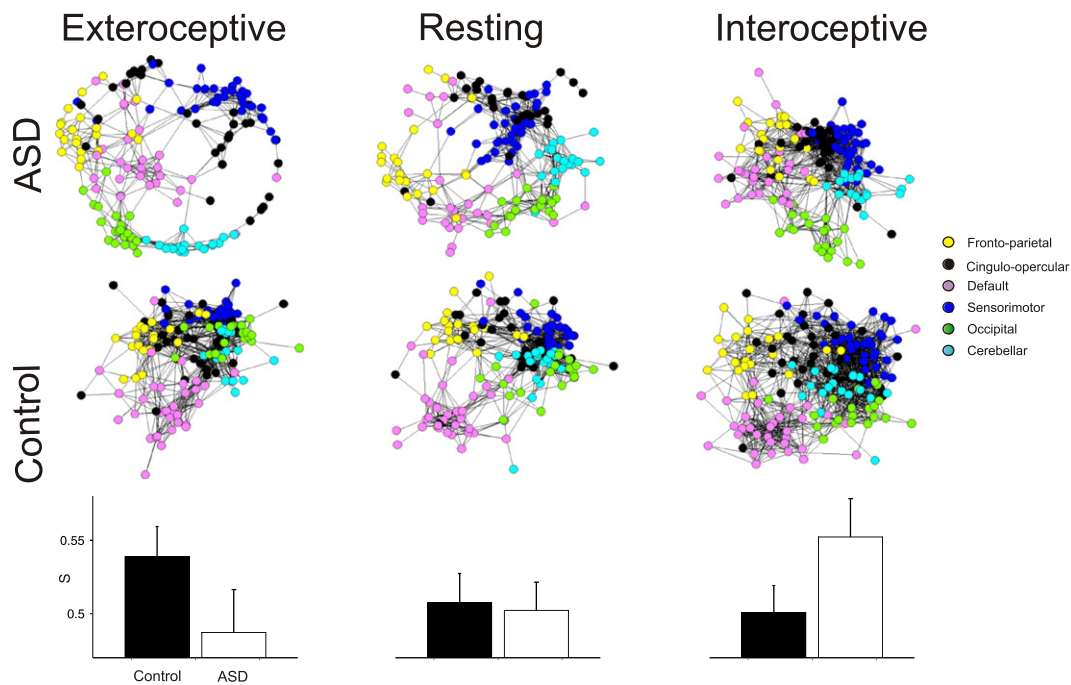 Exteroceptive Resting Interoceptive
ASD
Fronto-parietal
Cingulo-opercular
Default
Sensorimotor
Occipital
Cerebellar
Control
0.55
S
0.5
Control ASD